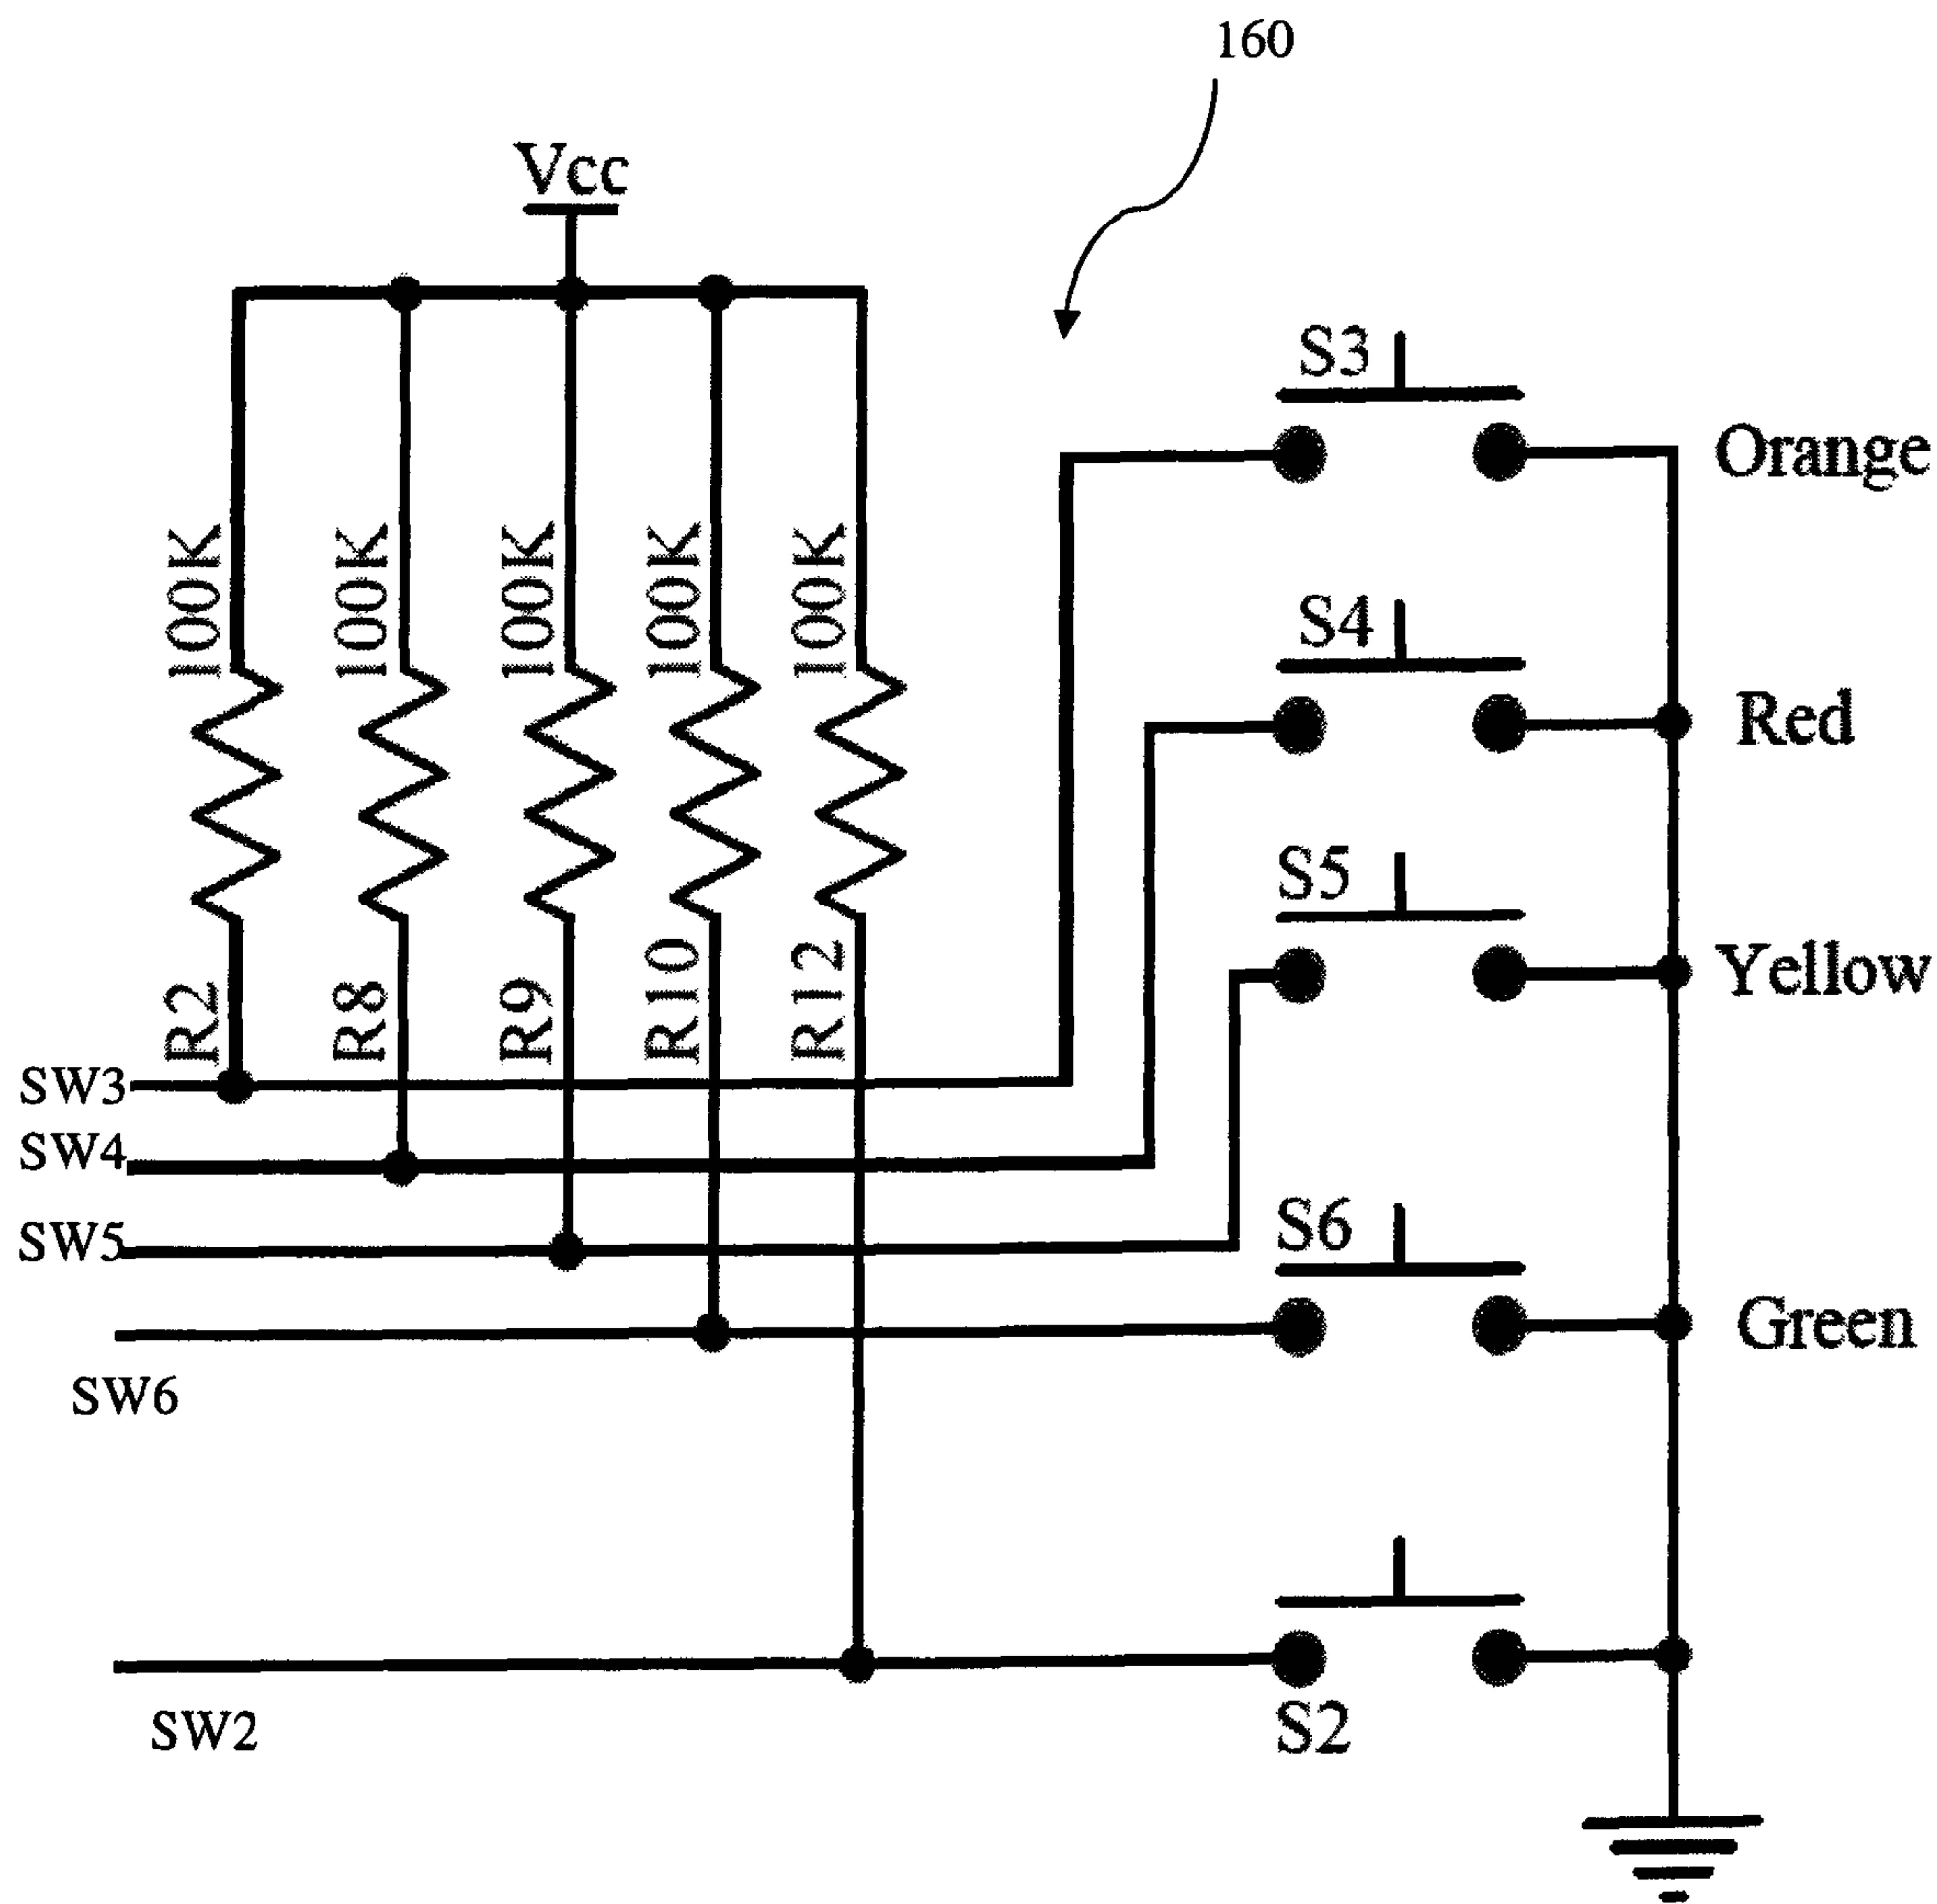 160
Vcc
S3
Orange
100K
100K
100K
100K
100K
S4
Red
S5
Yellow
R2
R8
R9
R10
R12
SW3
SW4
SW5
S6
Green
SW6
SW2
S2